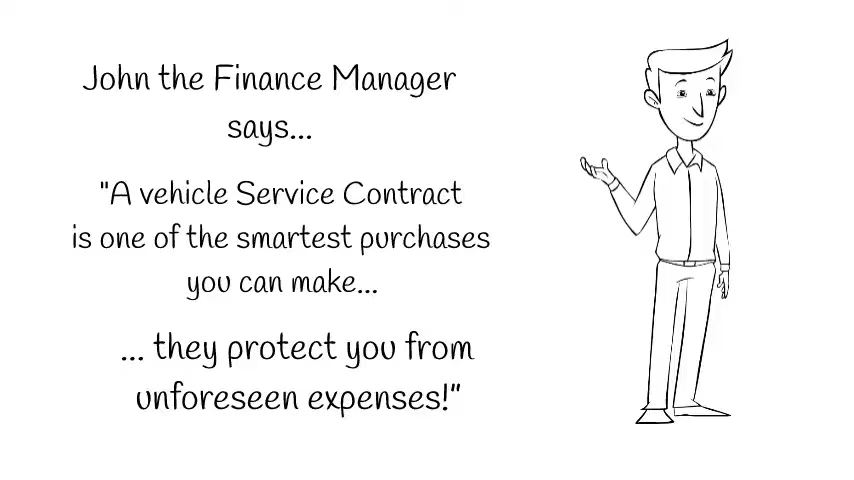 John the Finance Manager
says...
"A vehicle Service Contract
is one of the smartest purchases
you can make...
... they protect you from
unforeseen expenses!"